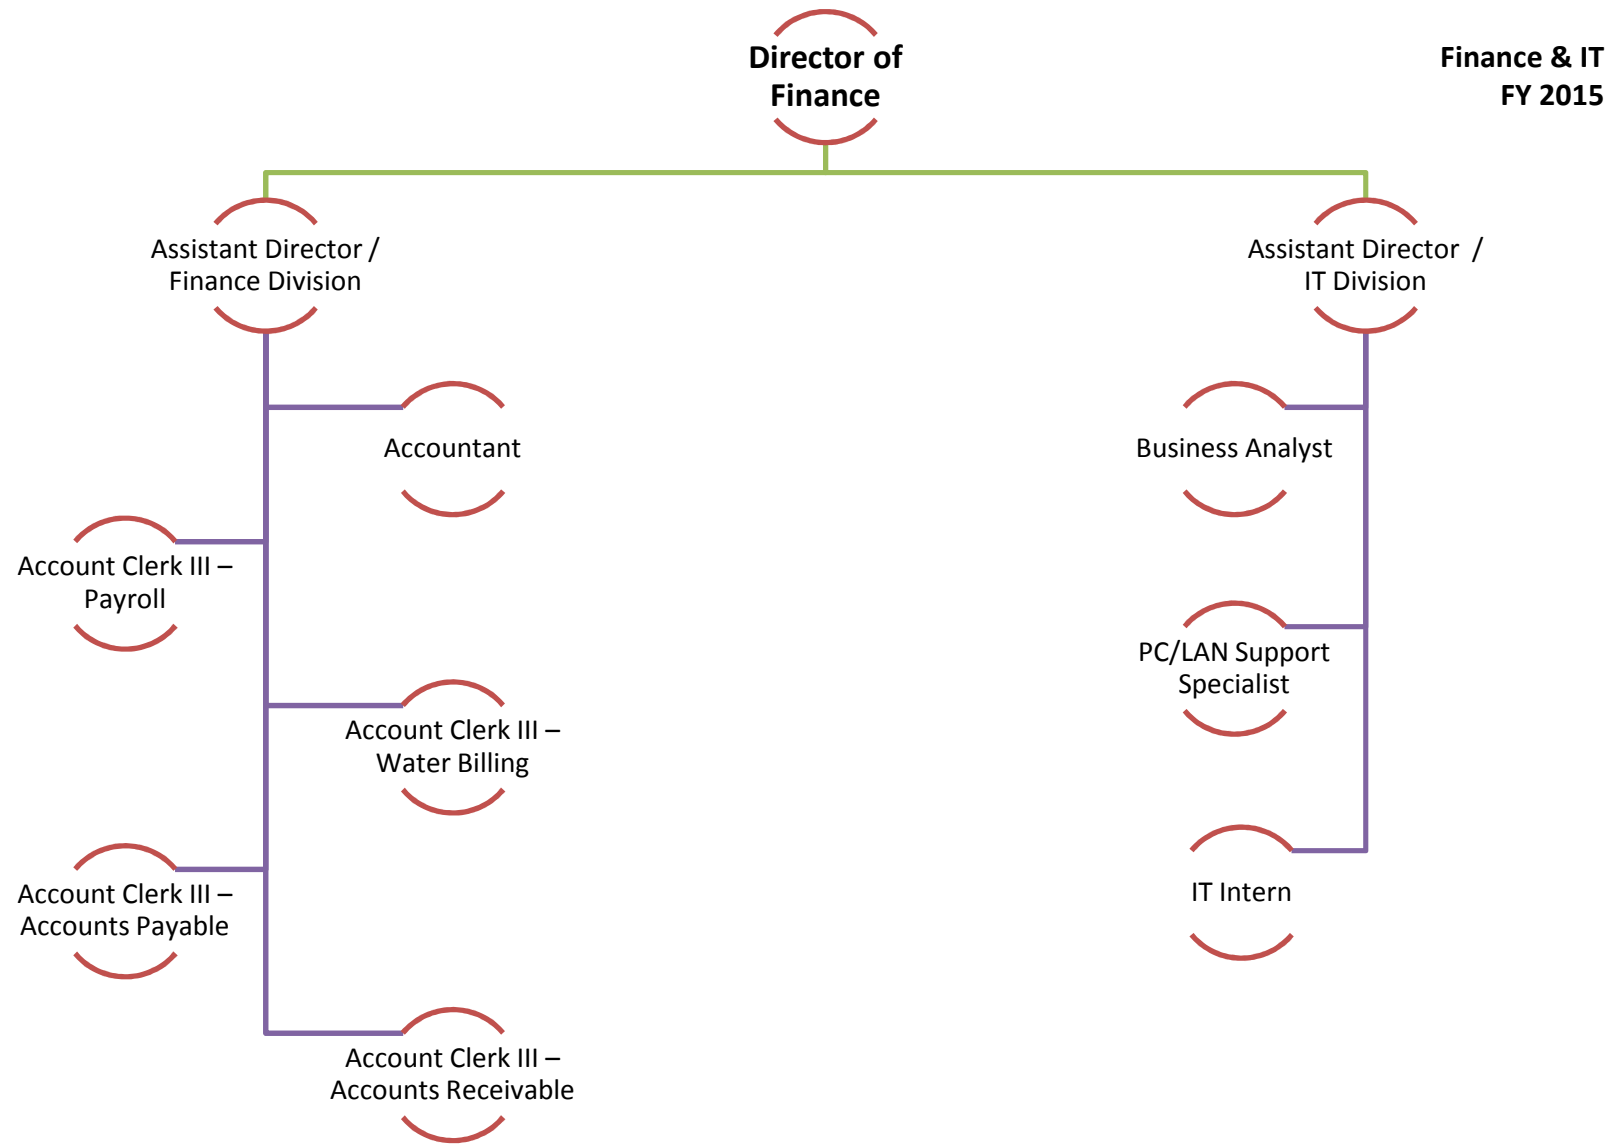 Director of
Finance
Finance & IT
FY 2015
Assistant Director /
Finance Division
Assistant Director  /
IT Division
Accountant
Business Analyst
Account Clerk III –
Payroll
PC/LAN Support
Specialist
Account Clerk III –
Water Billing
Account Clerk III –
Accounts Payable
IT Intern
Account Clerk III –
Accounts Receivable